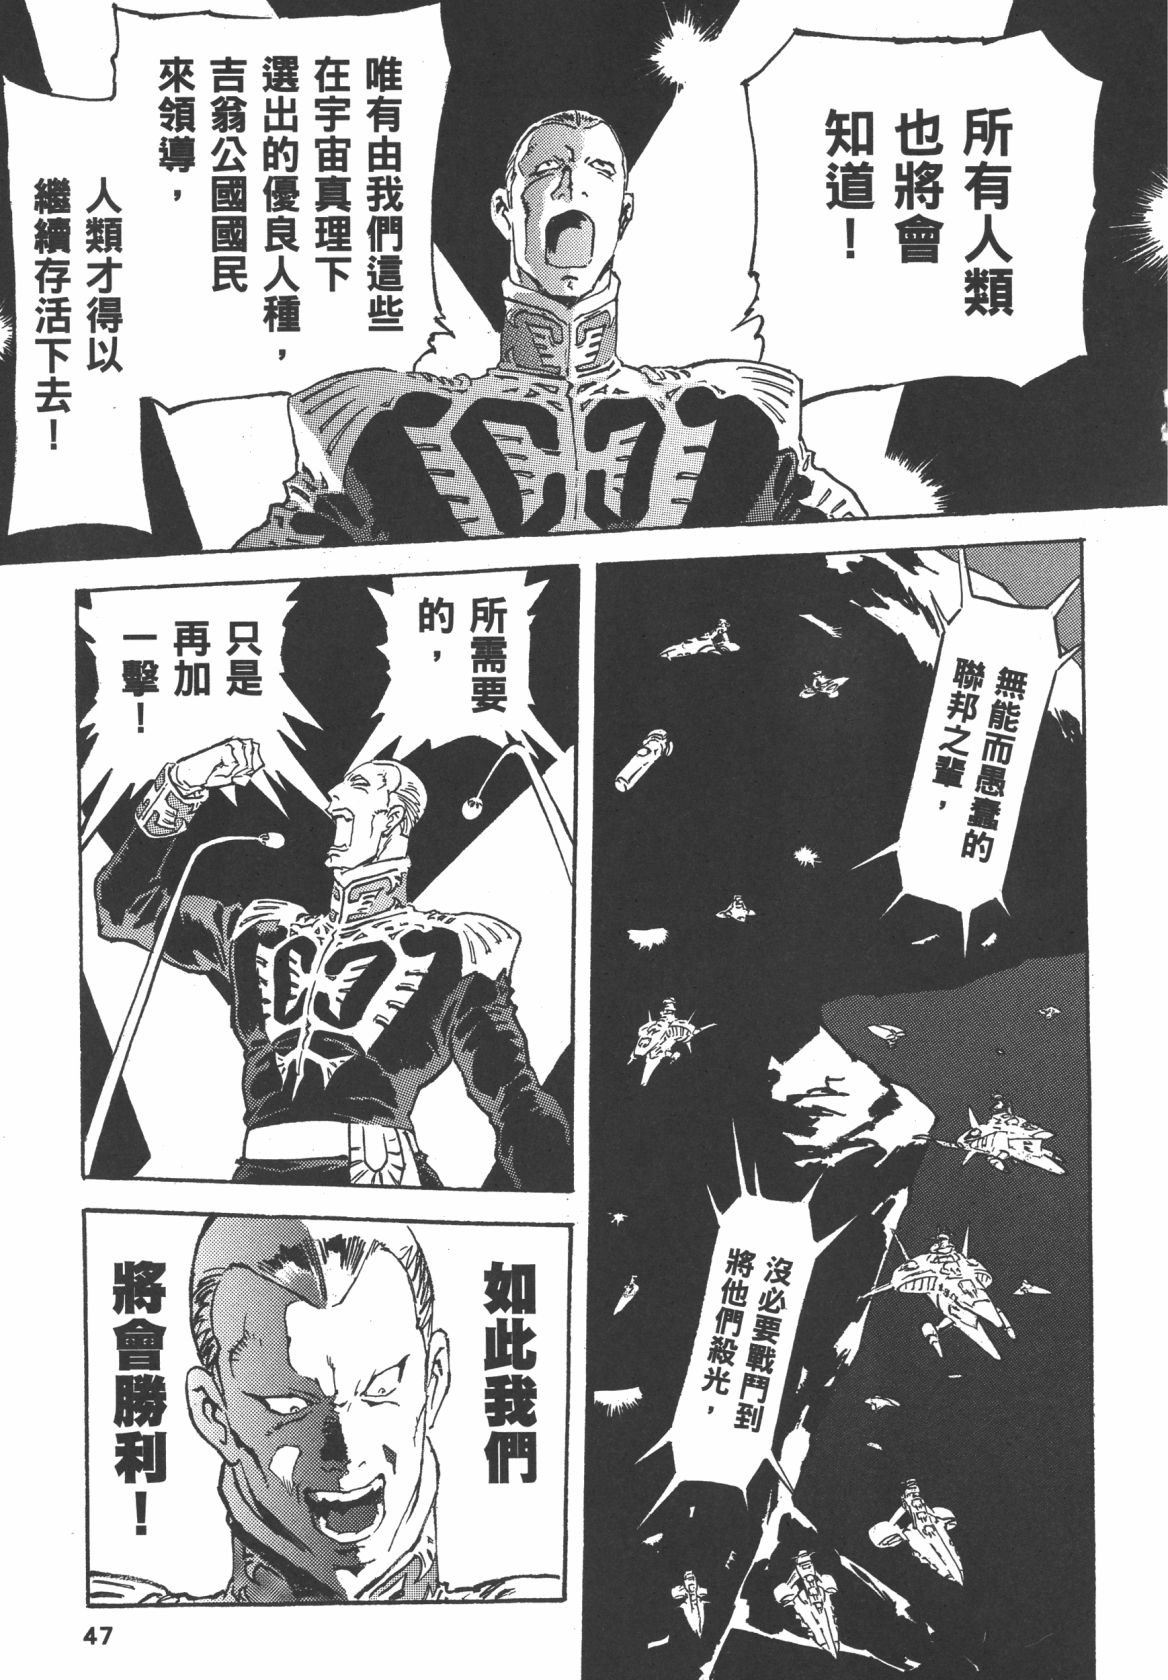 所有人類
也將會
知道！
唯有由我們這些
在宇宙真理下
選出的優良人種，
吉翁公國國民
來領導，
人類才得以
繼續存活下去！
無能而愚蠢的
聯邦之輩，
沒必要戰鬥到
將他們殺光，
所需要
的，
只是
再加
一擊！
如此我們
將會勝利！
47